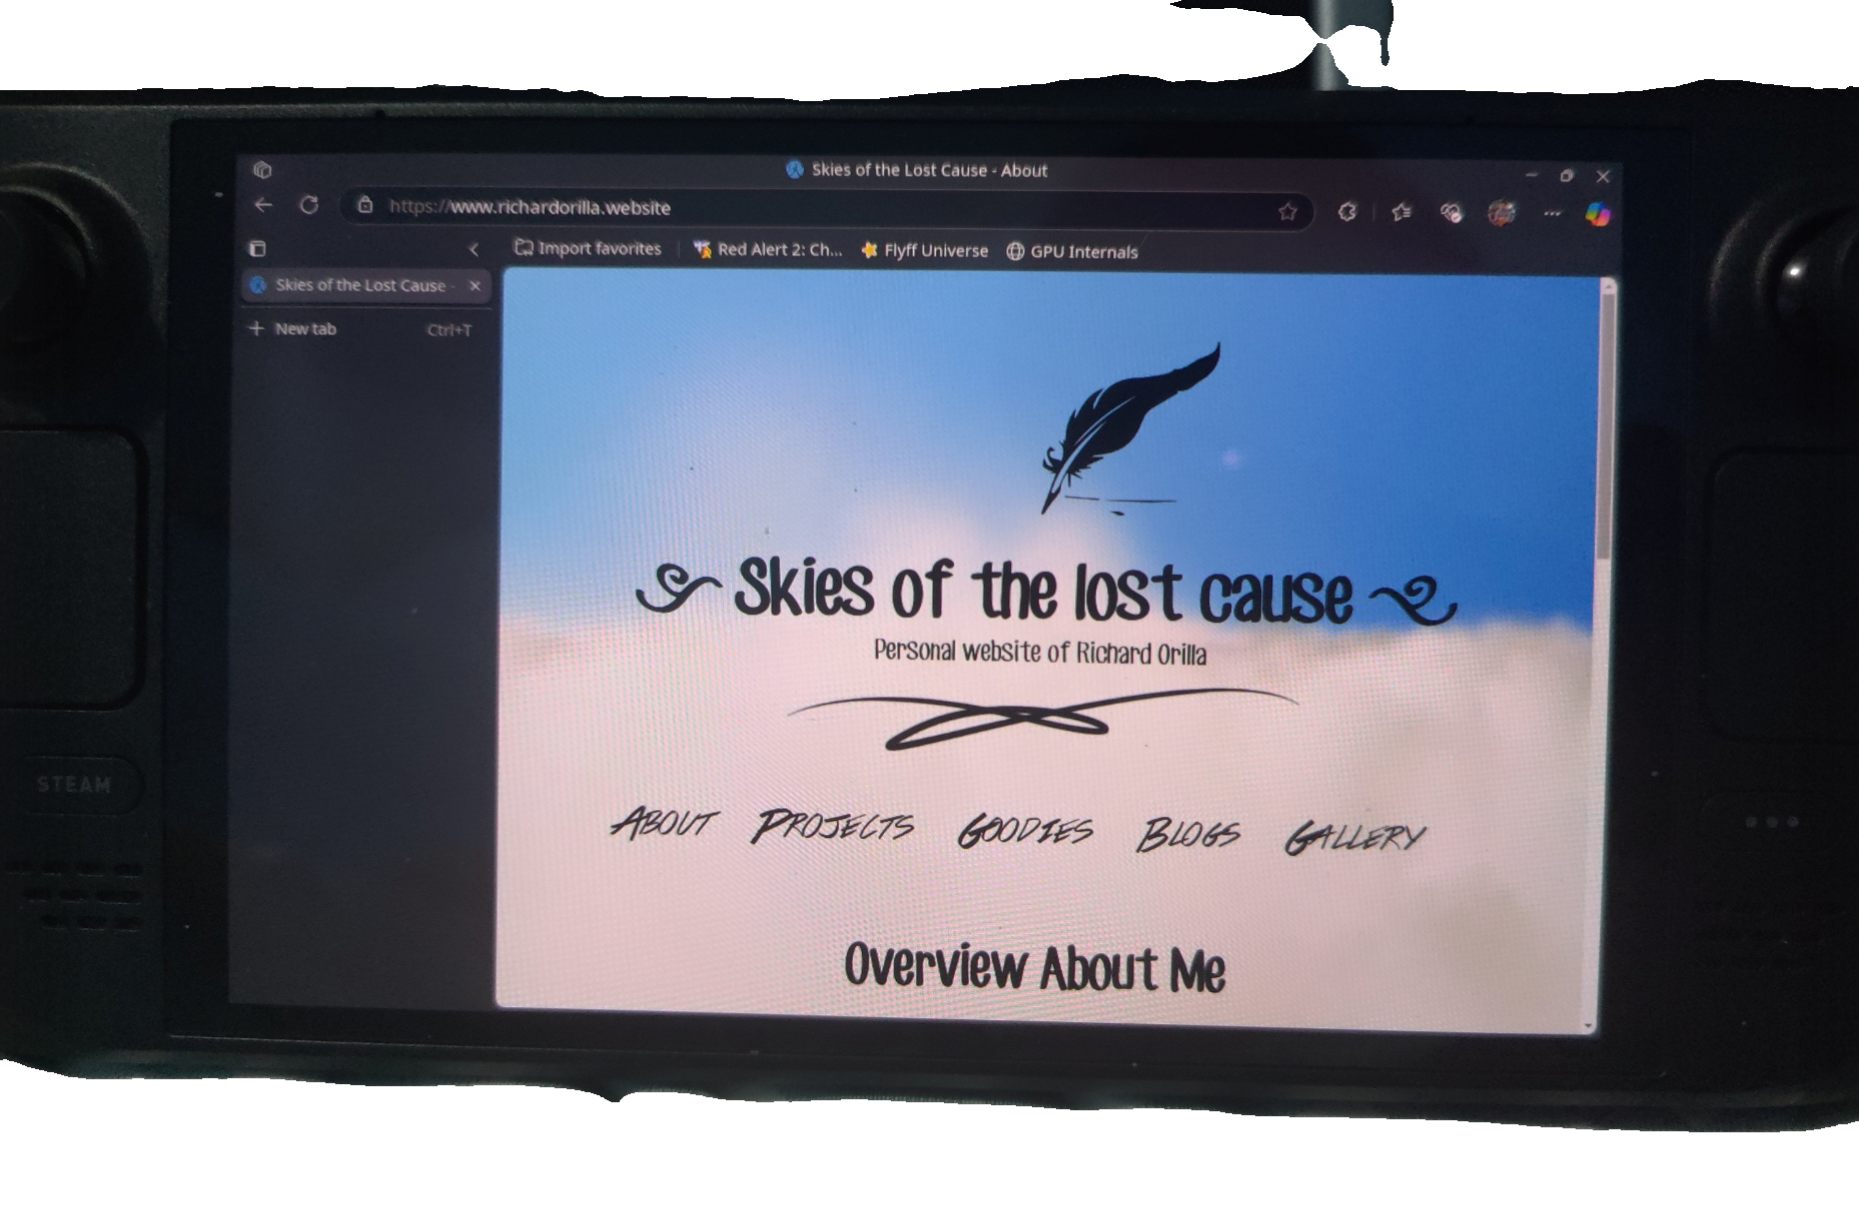 Skies of the Lost Cause - About
https://www.richardorilla.website
Import favorites Red Alert 2: Ch... Flyff Universe GPU Internals
Skies of the Lost Cause -
New tab Ctrl+T
Skies of the lost cause
Personal website of Richard Orilla
About Projects Goodies Blogs Gallery
Overview About Me
STEAM